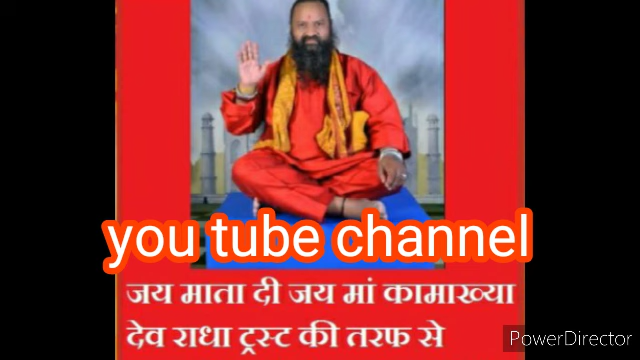 you tube channel
जय माता दी जय मां कामाख्या
देव राधा ट्रस्ट की तरफ से
PowerDirector